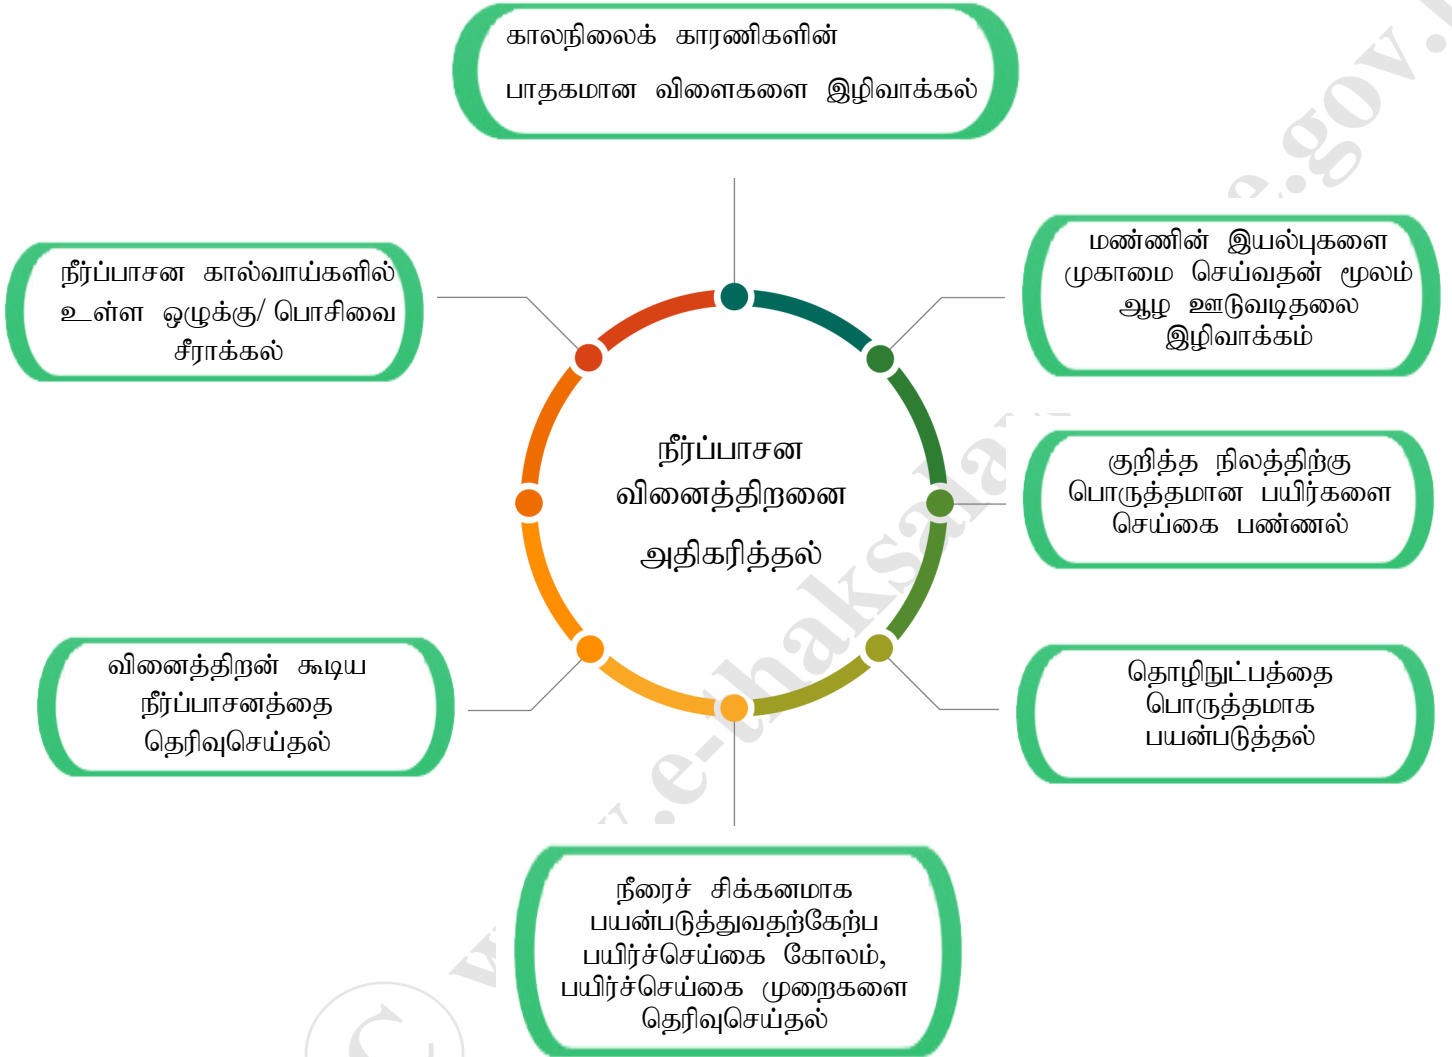 காலநிலைக் காரணிகளின்
பாதகமான விளைகளை இழிவாக்கல்
மண்ணின் இயல்புகளை
முகாமை செய்வதன் மூலம்
ஆழ ஊடுவடிதலை
இழிவாக்கம்
குறித்த நிலத்திற்கு
பொருத்தமான பயிர்களை
செய்கை பண்ணல்
தொழிநுட்பத்தை
பொருத்தமாக
பயன்படுத்தல்
நீரைச் சிக்கனமாக
பயன்படுத்துவதற்கேற்ப
பயிர்ச்செய்கை கோலம்,
பயிர்ச்செய்கை முறைகளை
தெரிவுசெய்தல்
வினைத்திறன் கூடிய
நீர்ப்பாசனத்தை
தெரிவுசெய்தல்
நீர்ப்பாசன கால்வாய்களில்
உள்ள ஒழுக்கு/ பொசிவை
சீராக்கல்
நீர்ப்பாசன
வினைத்திறனை
அதிகரித்தல்